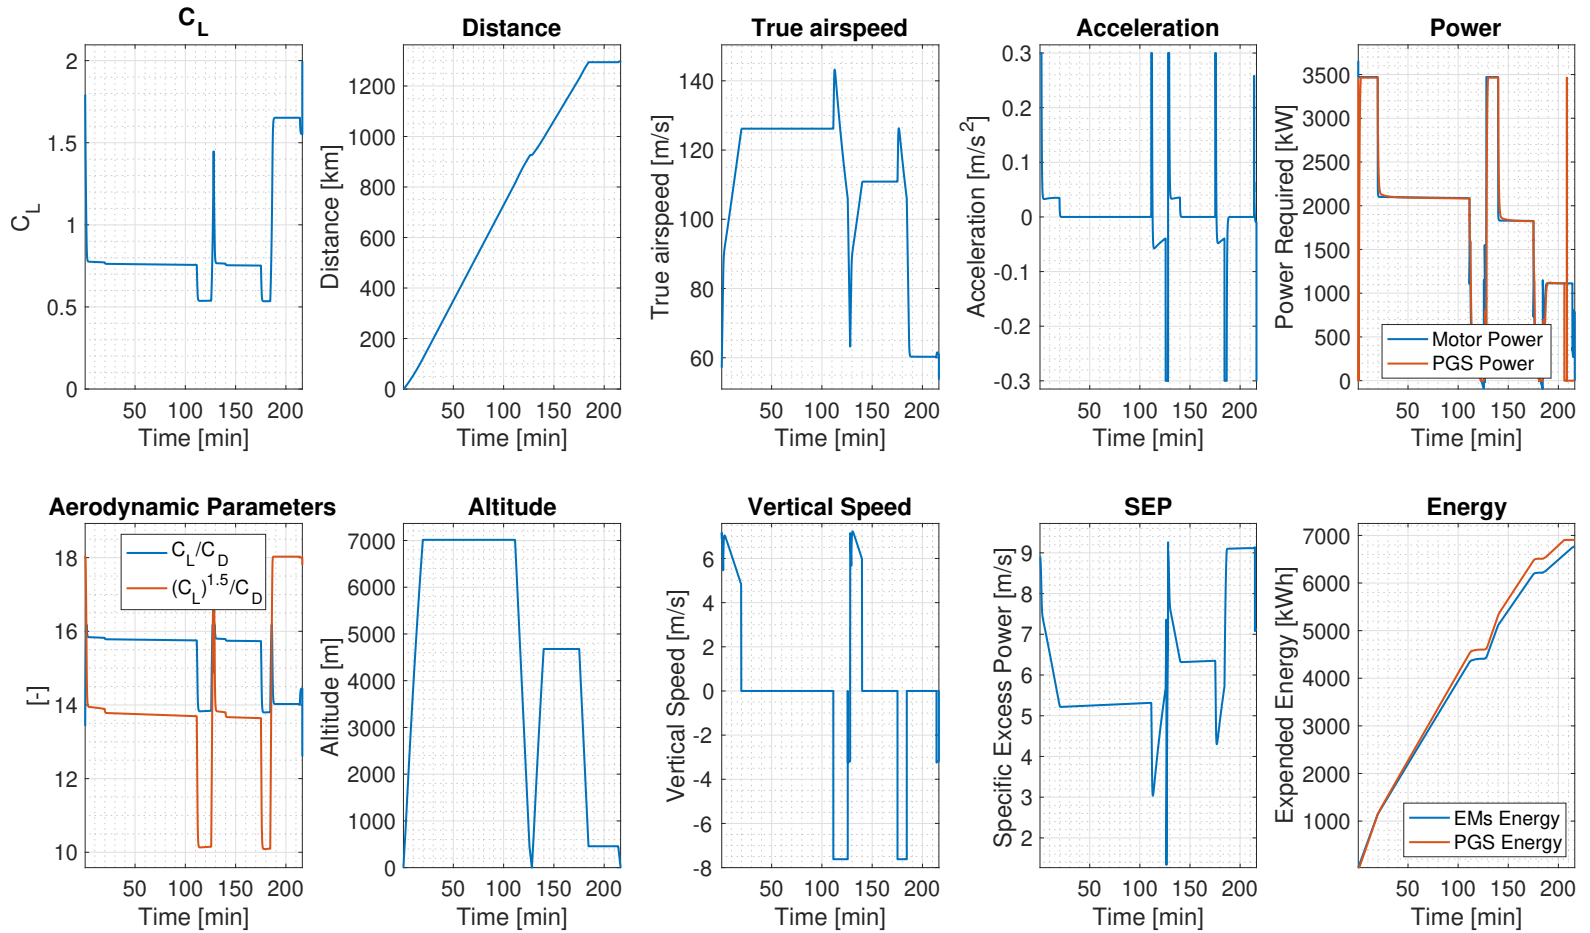 C_L
2
1.5
1
0.5
0
C_L
50 100 150 200
Time [min]
Distance
1200
1000
800
600
400
200
0
Distance [km]
50 100 150 200
Time [min]
True airspeed
140
120
100
80
60
True airspeed [m/s]
50 100 150 200
Time [min]
Acceleration
0.3
0.2
0.1
0
-0.1
-0.2
-0.3
Acceleration [m/s^2]
50 100 150 200
Time [min]
Power
3500
3000
2500
2000
1500
1000
500
0
Power Required [kW]
Motor Power
PGS Power
50 100 150 200
Time [min]
Aerodynamic Parameters
18
16
14
12
10
[-]
C_L/C_D
(C_L)^1.5/C_D
50 100 150 200
Time [min]
Altitude
7000
6000
5000
4000
3000
2000
1000
0
Altitude [m]
50 100 150 200
Time [min]
Vertical Speed
6
4
2
0
-2
-4
-6
-8
Vertical Speed [m/s]
50 100 150 200
Time [min]
SEP
9
8
7
6
5
4
3
2
Specific Excess Power [m/s]
50 100 150 200
Time [min]
Energy
7000
6000
5000
4000
3000
2000
1000
Expended Energy [kWh]
EMs Energy
PGS Energy
50 100 150 200
Time [min]